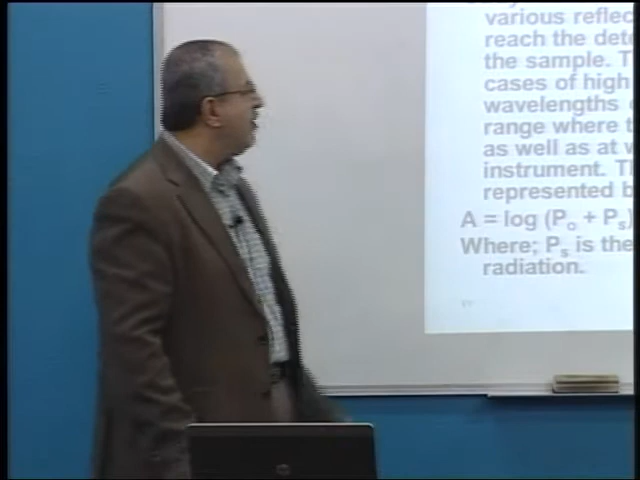 various reflec
reach the dete
the sample. T
cases of high
wavelengths
range where t
as well as at w
instrument. Th
represented b
A = log (Po + Ps)
Where; Ps is the
radiation.